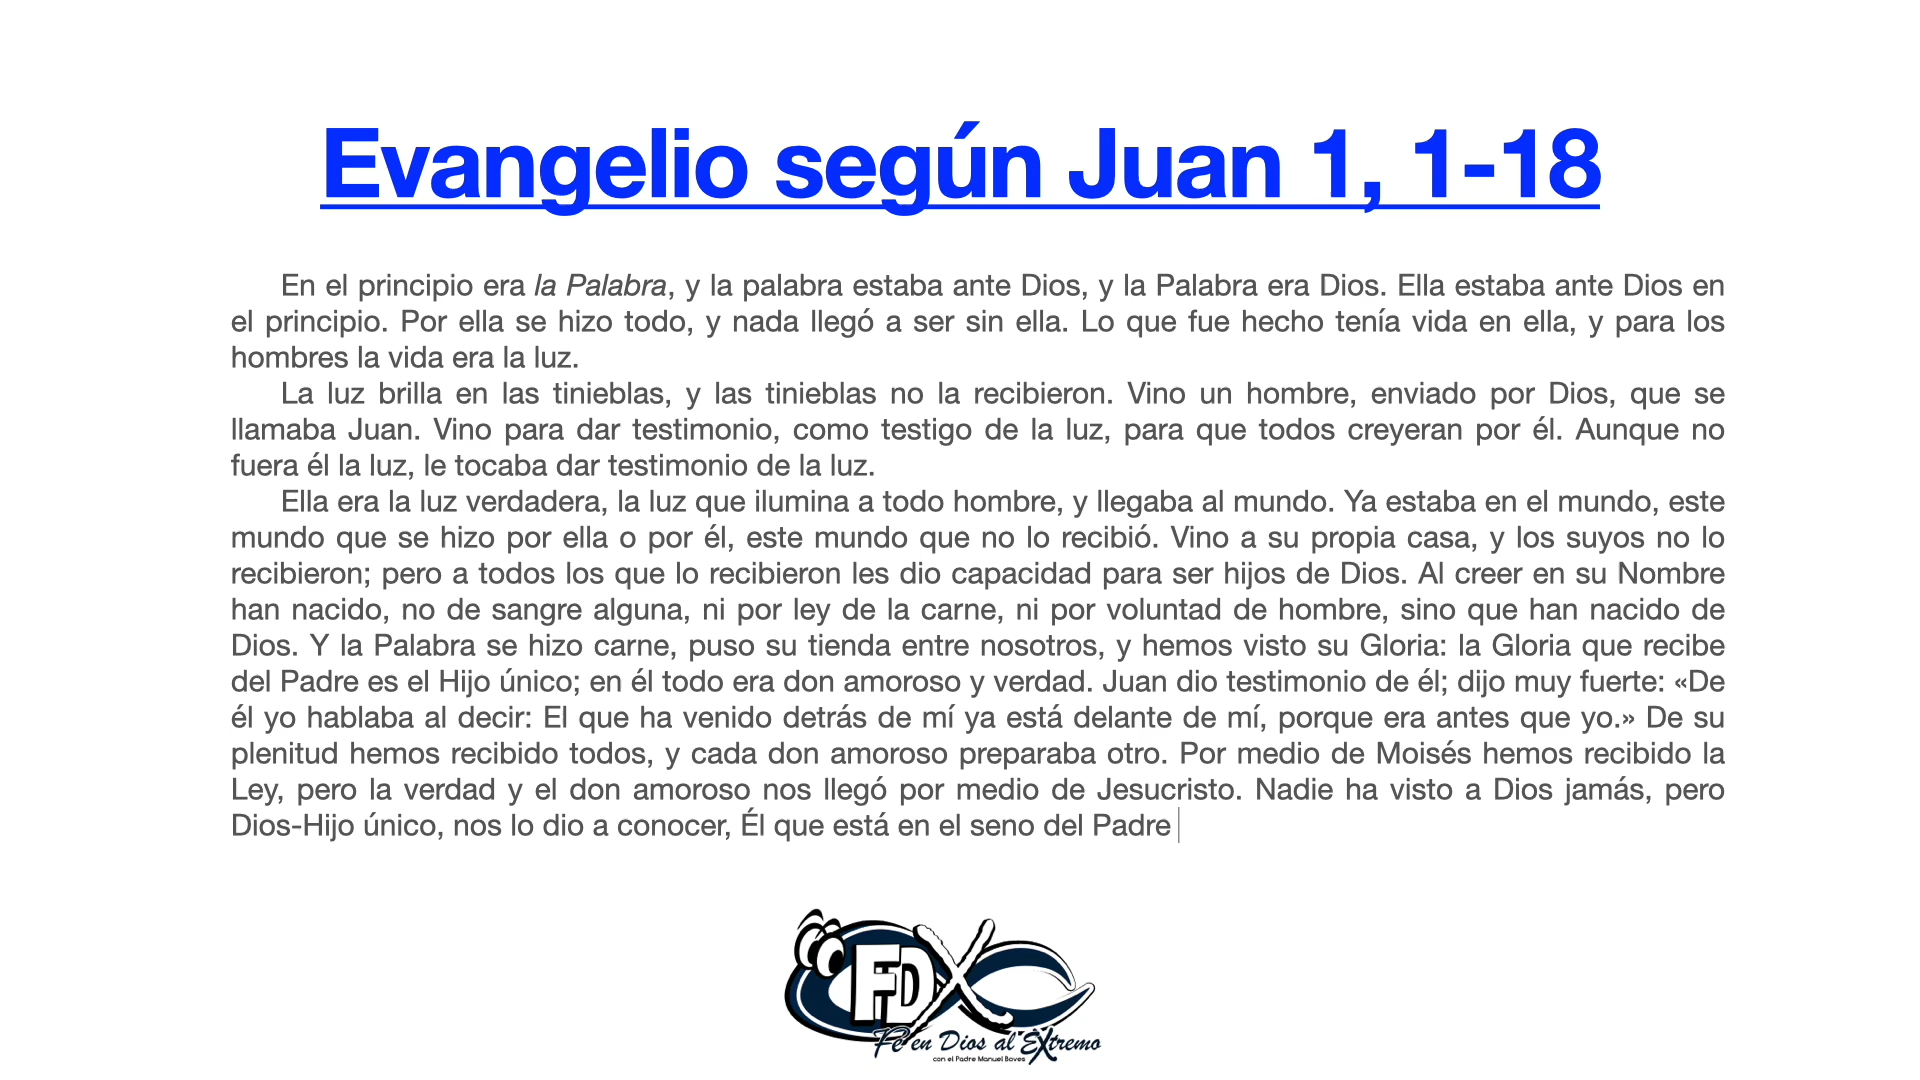 Evangelio según Juan 1, 1-18
En el principio era la Palabra, y la palabra estaba ante Dios, y la Palabra era Dios. Ella estaba ante Dios en
el principio. Por ella se hizo todo, y nada llegó a ser sin ella. Lo que fue hecho tenía vida en ella, y para los
hombres la vida era la luz.
La luz brilla en las tinieblas, y las tinieblas no la recibieron. Vino un hombre, enviado por Dios, que se
llamaba Juan. Vino para dar testimonio, como testigo de la luz, para que todos creyeran por él. Aunque no
fuera él la luz, le tocaba dar testimonio de la luz.
Ella era la luz verdadera, la luz que ilumina a todo hombre, y llegaba al mundo. Ya estaba en el mundo, este
mundo que se hizo por ella o por él, este mundo que no lo recibió. Vino a su propia casa, y los suyos no lo
recibieron; pero a todos los que lo recibieron les dio capacidad para ser hijos de Dios. Al creer en su Nombre
han nacido, no de sangre alguna, ni por ley de la carne, ni por voluntad de hombre, sino que han nacido de
Dios. Y la Palabra se hizo carne, puso su tienda entre nosotros, y hemos visto su Gloria: la Gloria que recibe
del Padre es el Hijo único; en él todo era don amoroso y verdad. Juan dio testimonio de él; dijo muy fuerte: «De
él yo hablaba al decir: El que ha venido detrás de mí ya está delante de mí, porque era antes que yo.» De su
plenitud hemos recibido todos, y cada don amoroso preparaba otro. Por medio de Moisés hemos recibido la
Ley, pero la verdad y el don amoroso nos llegó por medio de Jesucristo. Nadie ha visto a Dios jamás, pero
Dios-Hijo único, nos lo dio a conocer, Él que está en el seno del Padre
FDX
Fe en Dios al Extremo
con el Padre Manuel Boves